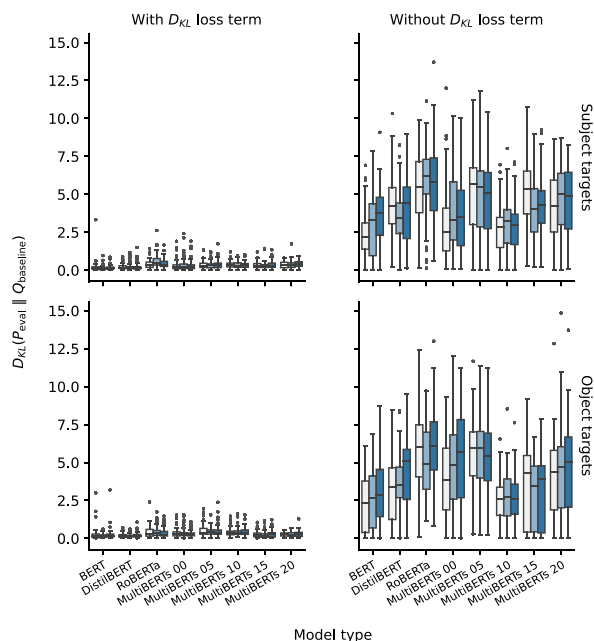 With D_KL loss term
Without D_KL loss term
15.0
12.5
10.0
7.5
5.0
2.5
0.0
Subject targets
15.0
12.5
10.0
7.5
5.0
2.5
0.0
Object targets
D_KL(P_eval ∥ Q_baseline)
BERT
DistilBERT
RoBERTa
MultiBERTs 00
MultiBERTs 05
MultiBERTs 10
MultiBERTs 15
MultiBERTs 20
BERT
DistilBERT
RoBERTa
MultiBERTs 00
MultiBERTs 05
MultiBERTs 10
MultiBERTs 15
MultiBERTs 20
Model type